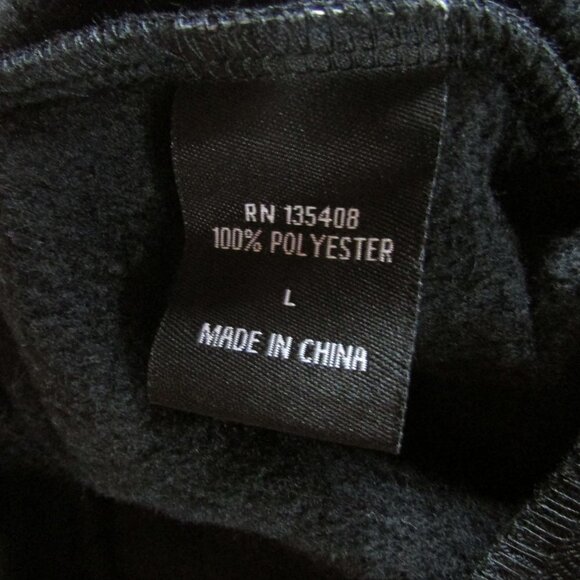 RN 135408
100% POLYESTER
L
MADE IN CHINA